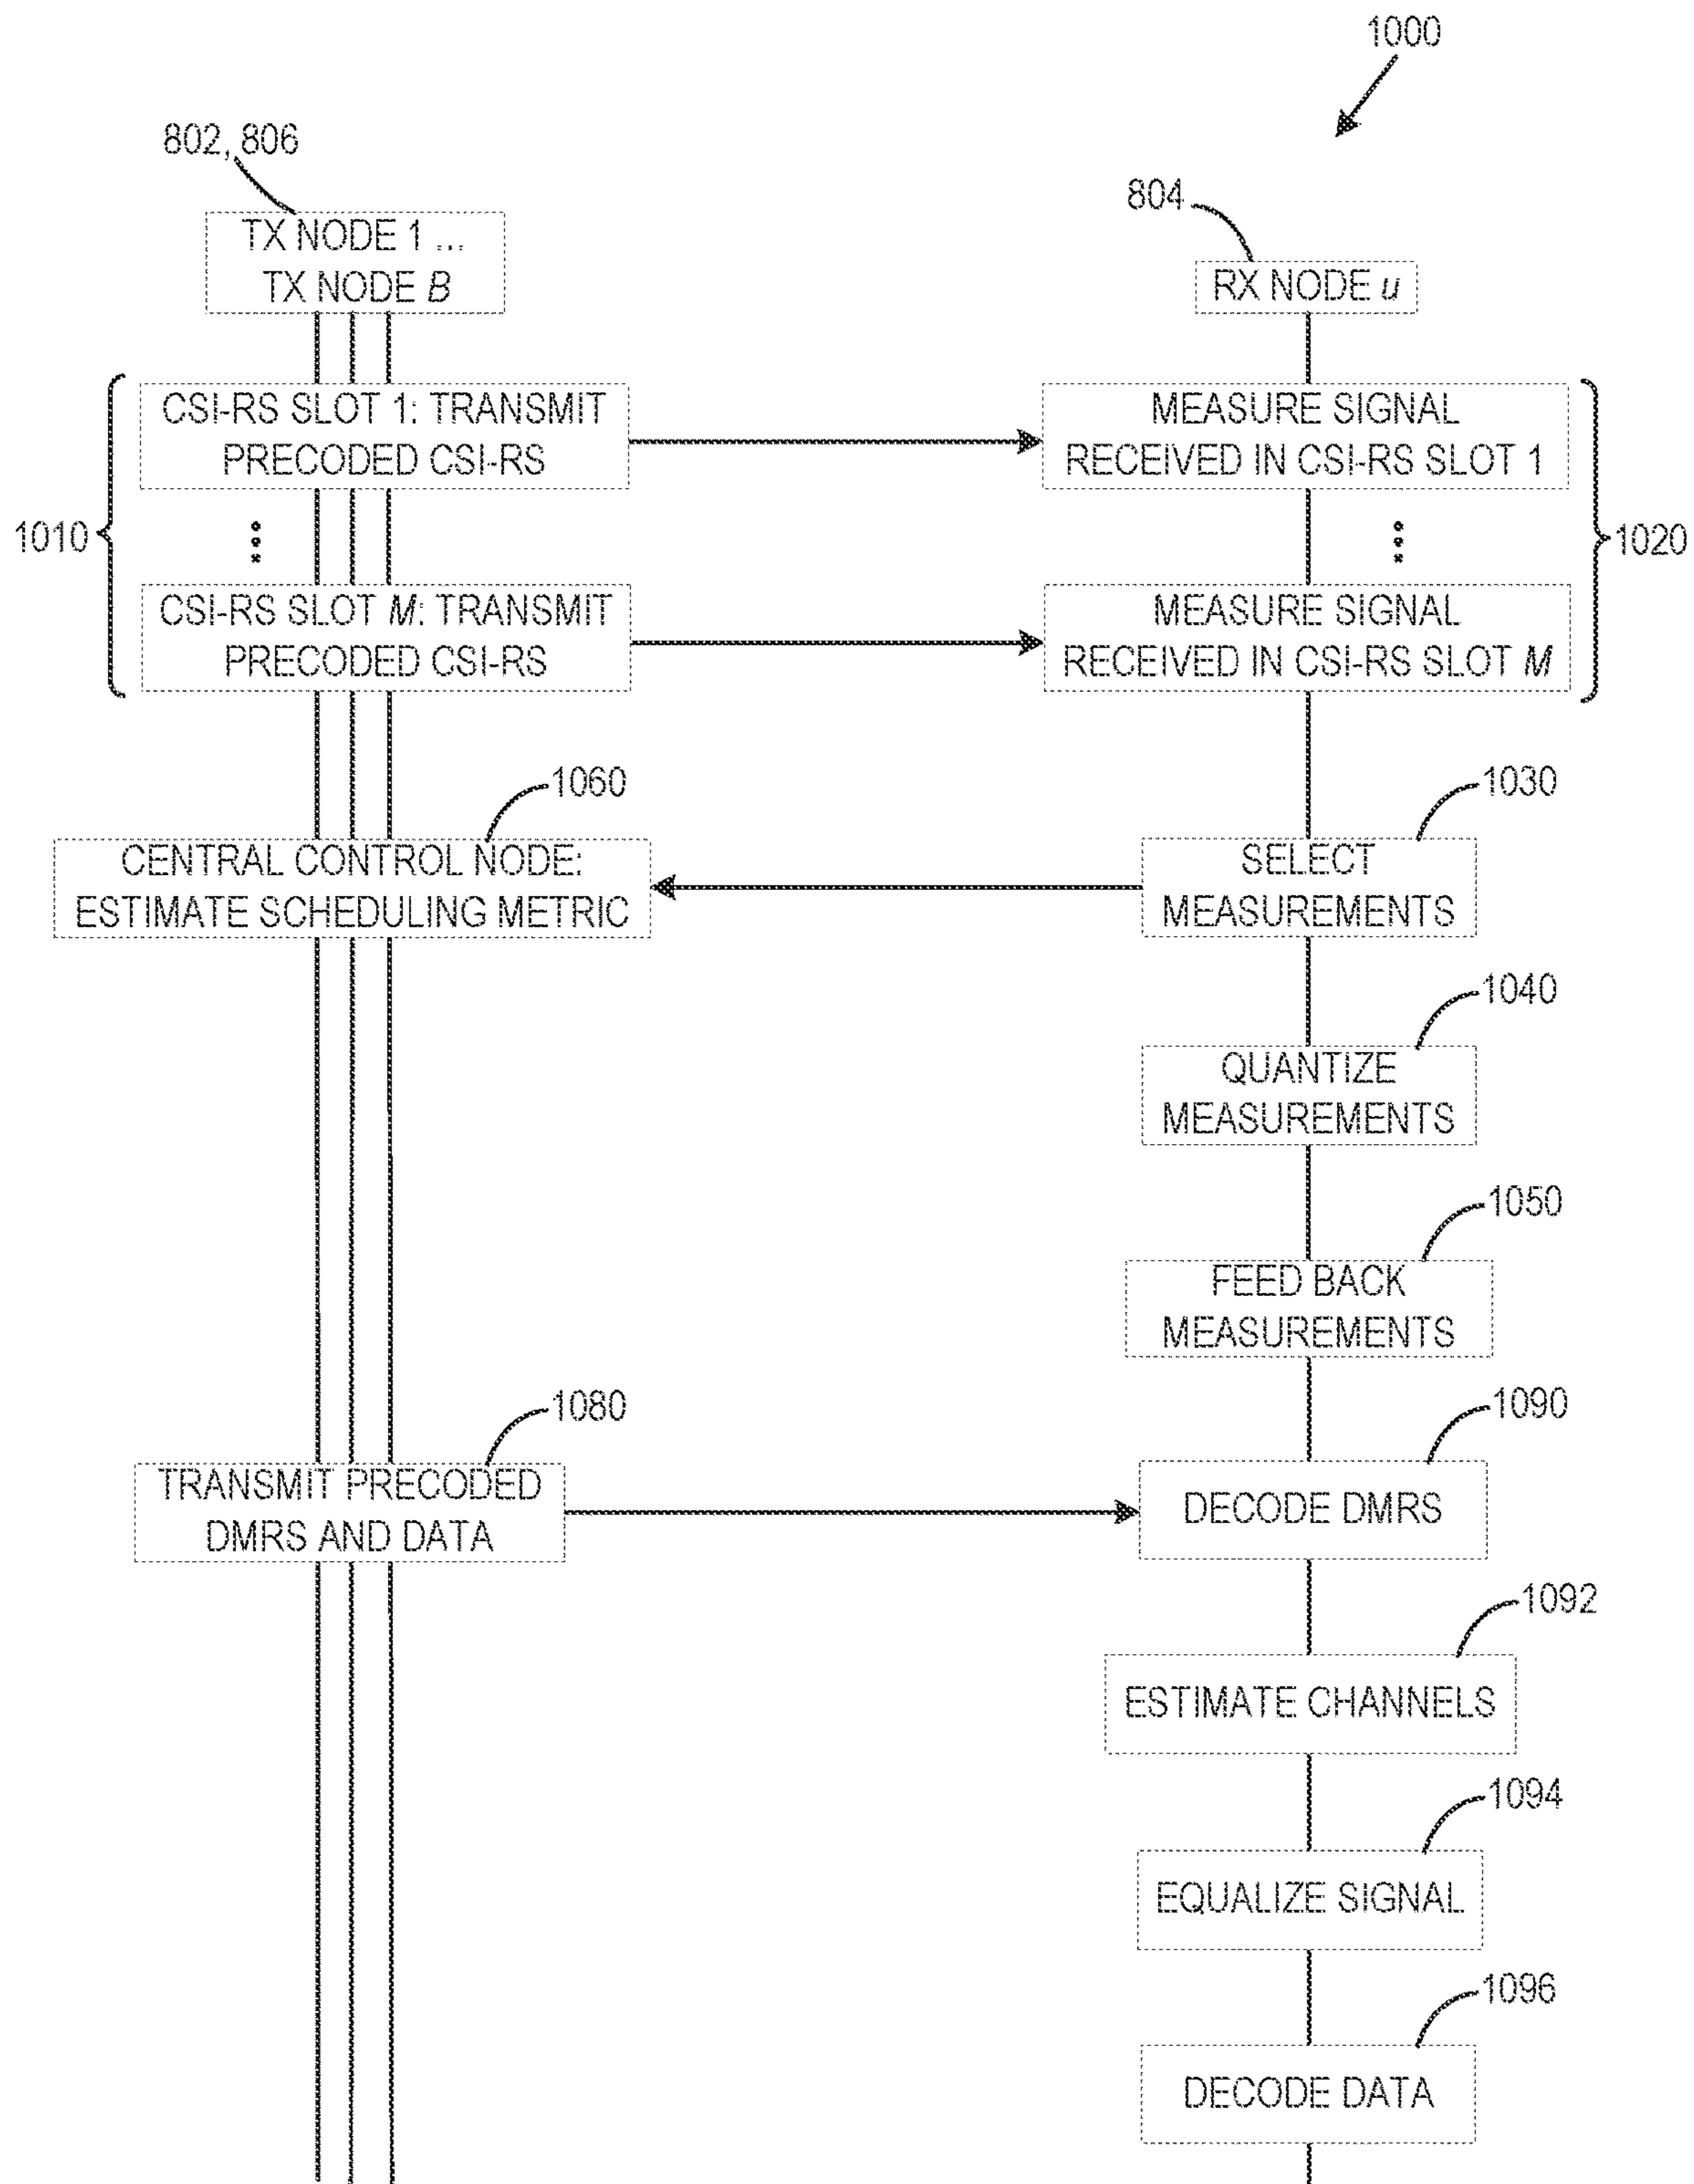 1000
802, 806
804
TX NODE 1 ...
TX NODE B
RX NODE u
CSI-RS SLOT 1: TRANSMIT
PRECODED CSI-RS
MEASURE SIGNAL
RECEIVED IN CSI-RS SLOT 1
1010
1020
CSI-RS SLOT M: TRANSMIT
PRECODED CSI-RS
MEASURE SIGNAL
RECEIVED IN CSI-RS SLOT M
1060
1030
CENTRAL CONTROL NODE:
ESTIMATE SCHEDULING METRIC
SELECT
MEASUREMENTS
1040
QUANTIZE
MEASUREMENTS
1050
FEED BACK
MEASUREMENTS
1080
1090
TRANSMIT PRECODED
DMRS AND DATA
DECODE DMRS
1092
ESTIMATE CHANNELS
1094
EQUALIZE SIGNAL
1096
DECODE DATA